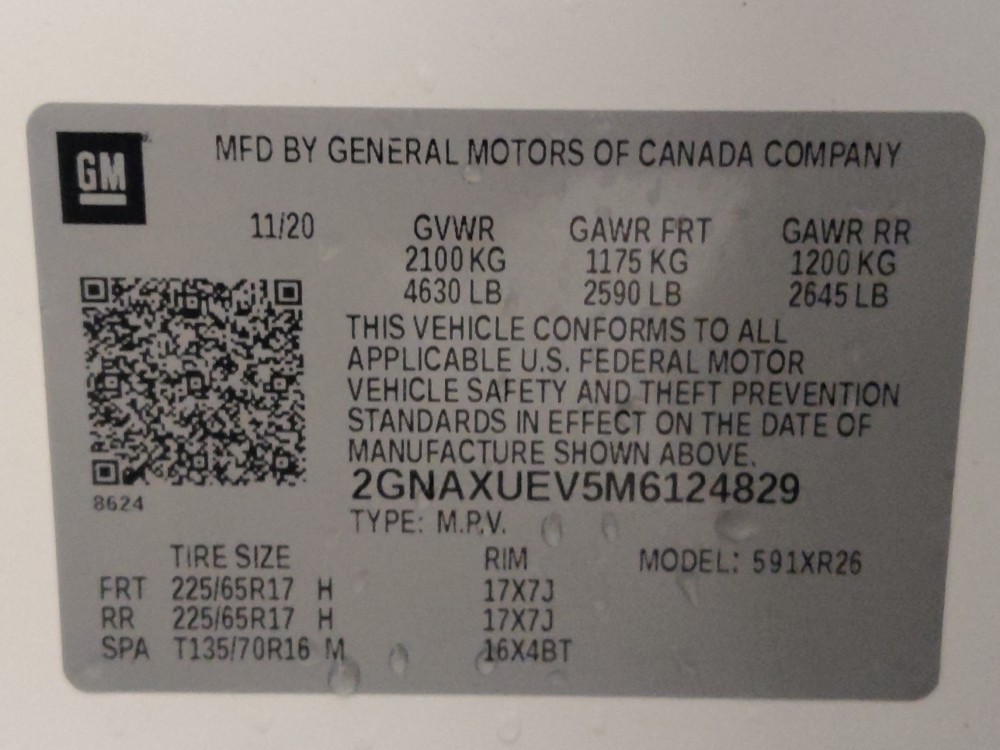 GM
MFD BY GENERAL MOTORS OF CANADA COMPANY
11/20 GVWR GAWR FRT GAWR RR
2100 KG 1175 KG 1200 KG
4630 LB 2590 LB 2645 LB
THIS VEHICLE CONFORMS TO ALL
APPLICABLE U.S. FEDERAL MOTOR
VEHICLE SAFETY AND THEFT PREVENTION
STANDARDS IN EFFECT ON THE DATE OF
MANUFACTURE SHOWN ABOVE.
2GNAXUEV5M6124829
8624
TYPE: M.P.V.
TIRE SIZE RIM MODEL: 591XR26
FRT 225/65R17 H 17X7J
RR 225/65R17 H 17X7J
SPA T135/70R16 M 16X4BT